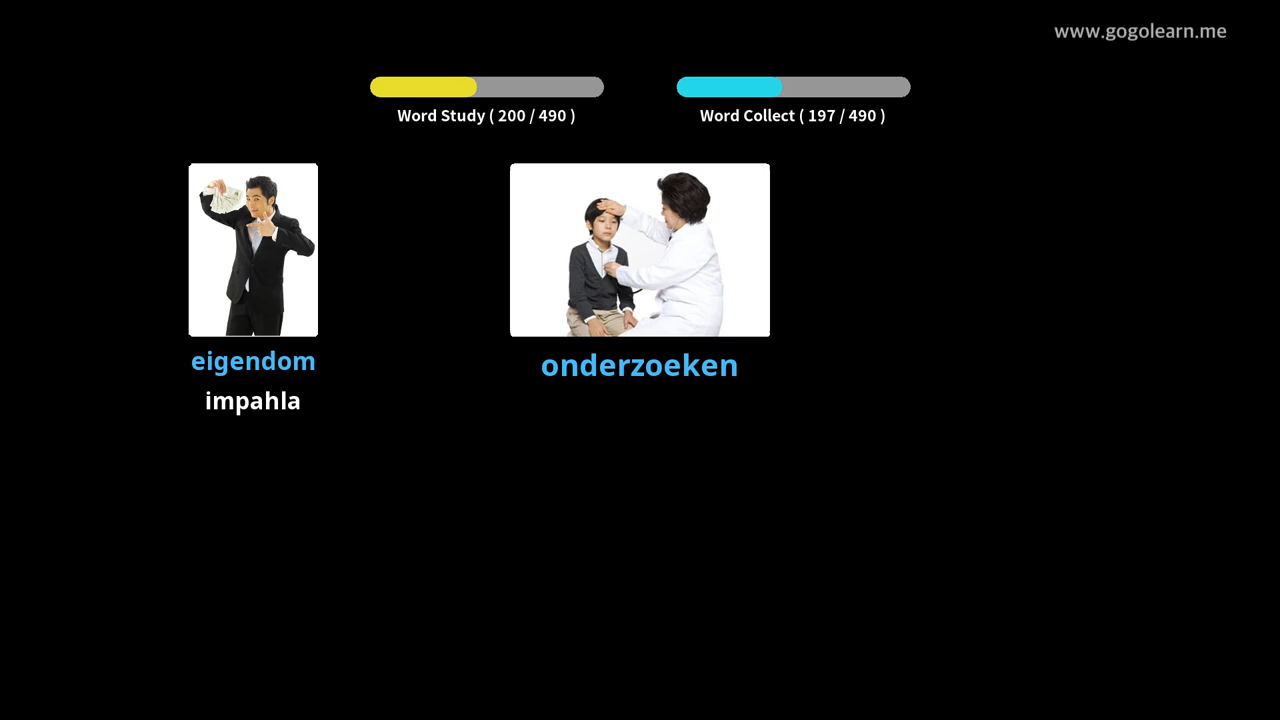 www.gogolearn.me
Word Study ( 200 / 490 )
Word Collect ( 197 / 490 )
eigendom
impahla
onderzoeken